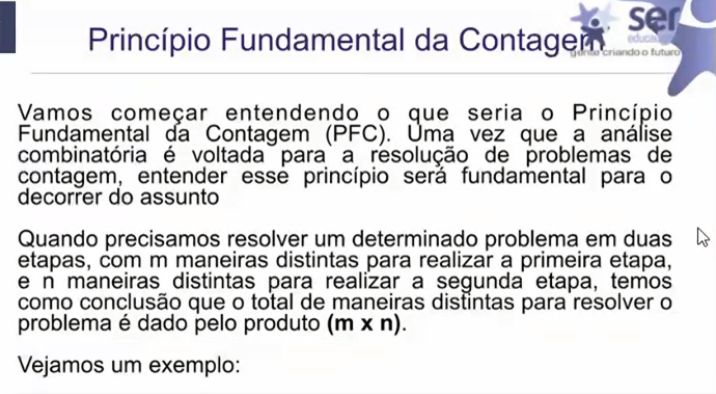 Princípio Fundamental da Contagem
ser
educacional
gente criando o futuro
Vamos começar entendendo o que seria o Princípio
Fundamental da Contagem (PFC). Uma vez que a análise
combinatória é voltada para a resolução de problemas de
contagem, entender esse princípio será fundamental para o
decorrer do assunto
Quando precisamos resolver um determinado problema em duas
etapas, com m maneiras distintas para realizar a primeira etapa,
e n maneiras distintas para realizar a segunda etapa, temos
como conclusão que o total de maneiras distintas para resolver o
problema é dado pelo produto (m x n).
Vejamos um exemplo: